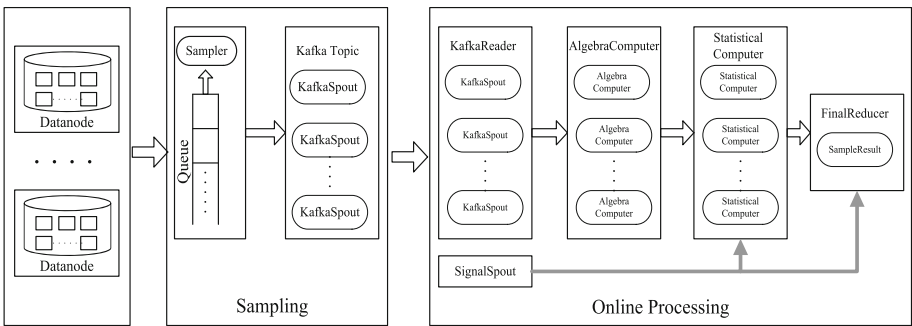 Datanode
Datanode
Sampler
Queue
Kafka Topic
KafkaSpout
KafkaSpout
KafkaSpout
Sampling
KafkaReader
KafkaSpout
KafkaSpout
KafkaSpout
AlgebraComputer
Algebra
Computer
Algebra
Computer
Algebra
Computer
Statistical
Computer
Statistical
Computer
Statistical
Computer
Statistical
Computer
FinalReducer
SampleResult
SignalSpout
Online Processing